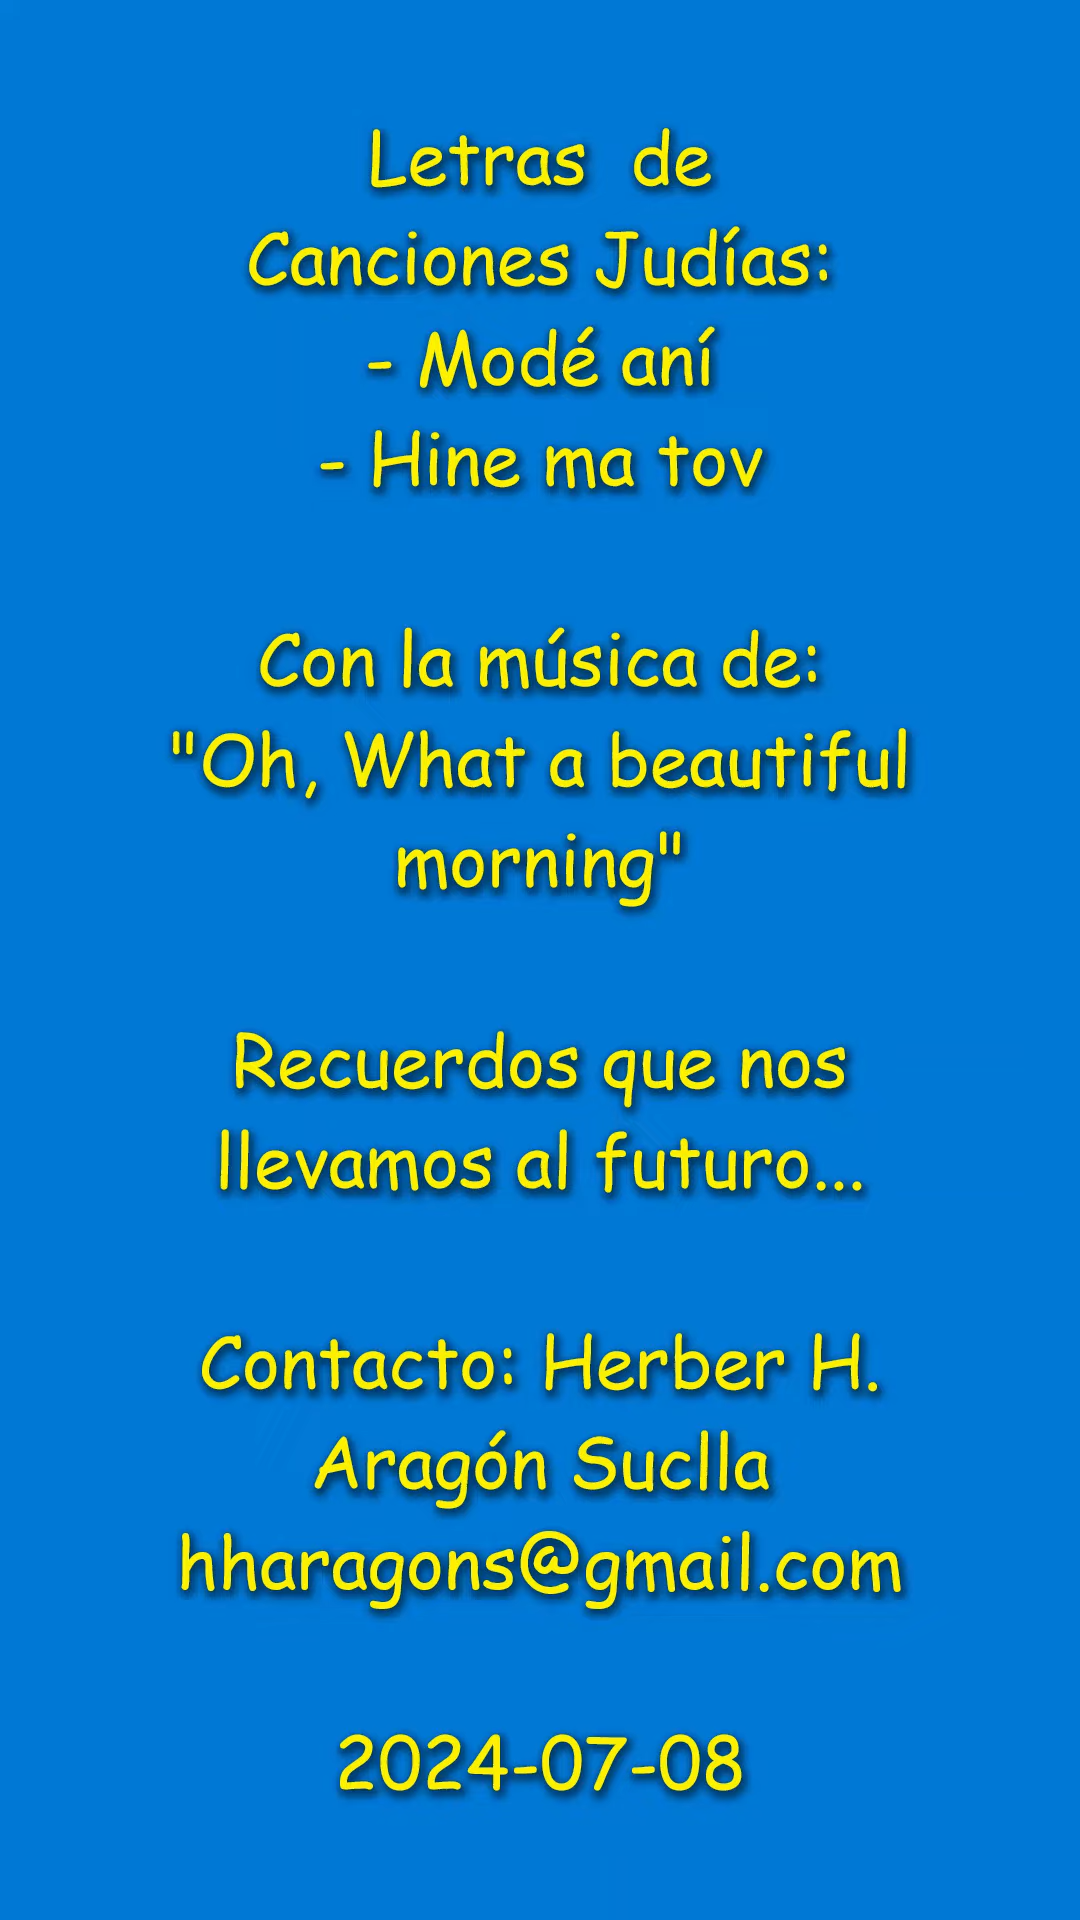 Letras de
Canciones Judías:
- Modé aní
- Hine ma tov
Con la música de:
"Oh, What a beautiful
morning"
Recuerdos que nos
llevamos al futuro...
Contacto: Herber H.
Aragón Suclla
hharagons@gmail.com
2024-07-08